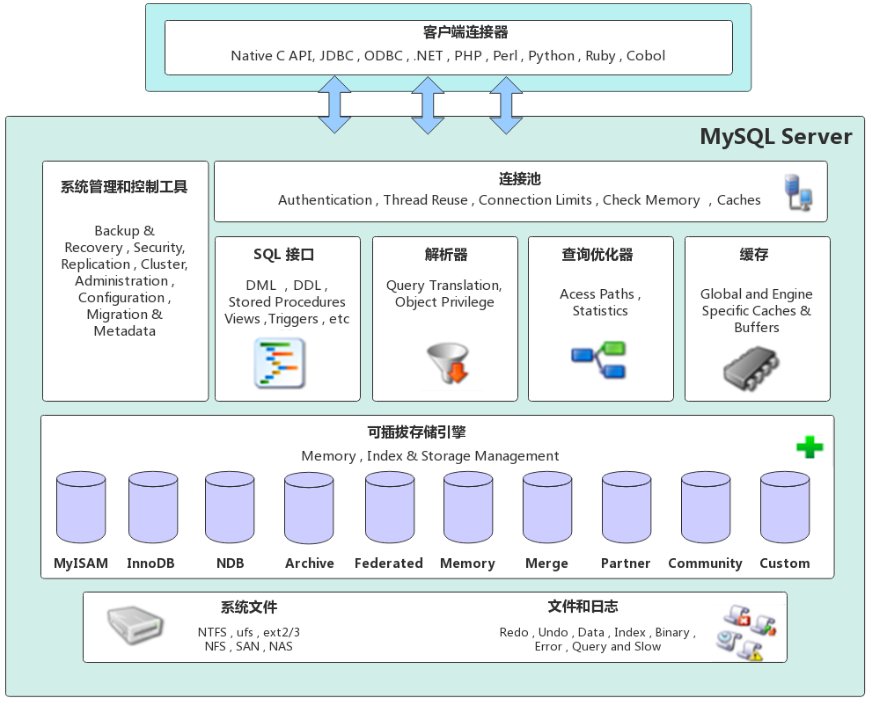 客户端连接器
Native C API, JDBC , ODBC , .NET , PHP , Perl , Python , Ruby , Cobol
MySQL Server
系统管理和控制工具
Backup &
Recovery , Security,
Replication , Cluster,
Administration ,
Configuration ,
Migration &
Metadata
连接池
Authentication , Thread Reuse , Connection Limits , Check Memory , Caches
SQL 接口
DML , DDL ,
Stored Procedures
Views ,Triggers , etc
解析器
Query Translation,
Object Privilege
查询优化器
Acess Paths ,
Statistics
缓存
Global and Engine
Specific Caches &
Buffers
可插拔存储引擎
Memory , Index & Storage Management
MyISAM
InnoDB
NDB
Archive
Federated
Memory
Merge
Partner
Community
Custom
系统文件
NTFS , ufs , ext2/3
NFS , SAN , NAS
文件和日志
Redo , Undo , Data , Index , Binary ,
Error , Query and Slow